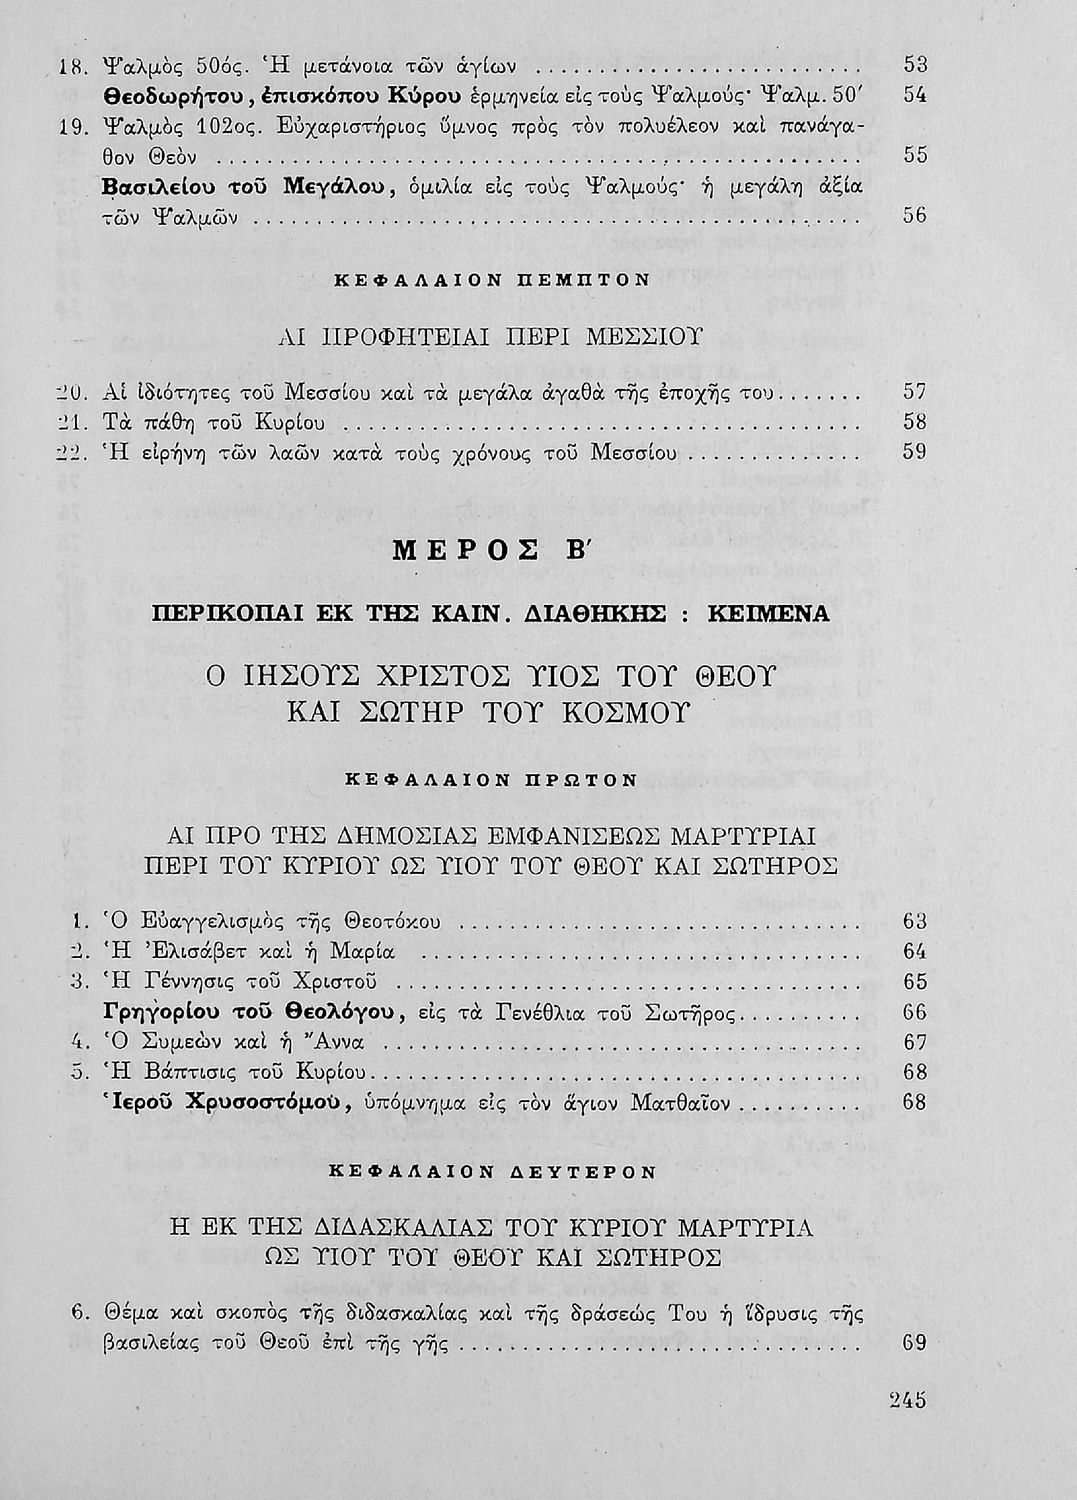 18. Ψαλμὸς 50ός. Ἡ μετάνοια τῶν ἁγίων ........................... 53
Θεοδωρήτου, ἐπισκόπου Κύρου ἑρμηνεία εἰς τοὺς Ψαλμούς· Ψαλμ. 50′ 54
19. Ψαλμὸς 102ος. Εὐχαριστήριος ὕμνος πρὸς τὸν πολυέλεον καὶ πανάγα-
θον Θεὸν ........................... 55
Βασιλείου τοῦ Μεγάλου, ὁμιλία εἰς τοὺς Ψαλμούς· ἡ μεγάλη ἀξία
τῶν Ψαλμῶν ........................... 56
ΚΕΦΑΛΑΙΟΝ ΠΕΜΠΤΟΝ
ΑΙ ΠΡΟΦΗΤΕΙΑΙ ΠΕΡΙ ΜΕΣΣΙΟΥ
20. Αἱ ἰδιότητες τοῦ Μεσσίου καὶ τὰ μεγάλα ἀγαθὰ τῆς ἐποχῆς του....... 57
21. Τὰ πάθη τοῦ Κυρίου ........................... 58
22. Ἡ εἰρήνη τῶν λαῶν κατὰ τοὺς χρόνους τοῦ Μεσσίου .............. 59
ΜΕΡΟΣ Β′
ΠΕΡΙΚΟΠΑΙ ΕΚ ΤΗΣ ΚΑΙΝ. ΔΙΑΘΗΚΗΣ : ΚΕΙΜΕΝΑ
Ο ΙΗΣΟΥΣ ΧΡΙΣΤΟΣ ΥΙΟΣ ΤΟΥ ΘΕΟΥ
ΚΑΙ ΣΩΤΗΡ ΤΟΥ ΚΟΣΜΟΥ
ΚΕΦΑΛΑΙΟΝ ΠΡΩΤΟΝ
ΑΙ ΠΡΟ ΤΗΣ ΔΗΜΟΣΙΑΣ ΕΜΦΑΝΙΣΕΩΣ ΜΑΡΤΥΡΙΑΙ
ΠΕΡΙ ΤΟΥ ΚΥΡΙΟΥ ΩΣ ΥΙΟΥ ΤΟΥ ΘΕΟΥ ΚΑΙ ΣΩΤΗΡΟΣ
1. Ὁ Εὐαγγελισμὸς τῆς Θεοτόκου ........................... 63
2. Ἡ Ἐλισάβετ καὶ ἡ Μαρία ........................... 64
3. Ἡ Γέννησις τοῦ Χριστοῦ ........................... 65
Γρηγορίου τοῦ Θεολόγου, εἰς τὰ Γενέθλια τοῦ Σωτῆρος.......... 66
4. Ὁ Συμεὼν καὶ ἡ Ἄννα ........................... 67
5. Ἡ Βάπτισις τοῦ Κυρίου........................... 68
Ἱεροῦ Χρυσοστόμου, ὑπόμνημα εἰς τὸν ἅγιον Ματθαῖον .......... 68
ΚΕΦΑΛΑΙΟΝ ΔΕΥΤΕΡΟΝ
Η ΕΚ ΤΗΣ ΔΙΔΑΣΚΑΛΙΑΣ ΤΟΥ ΚΥΡΙΟΥ ΜΑΡΤΥΡΙΑ
ΩΣ ΥΙΟΥ ΤΟΥ ΘΕΟΥ ΚΑΙ ΣΩΤΗΡΟΣ
6. Θέμα καὶ σκοπὸς τῆς διδασκαλίας καὶ τῆς δράσεώς Του ἡ ἵδρυσις τῆς
βασιλείας τοῦ Θεοῦ ἐπὶ τῆς γῆς ........................... 69
245